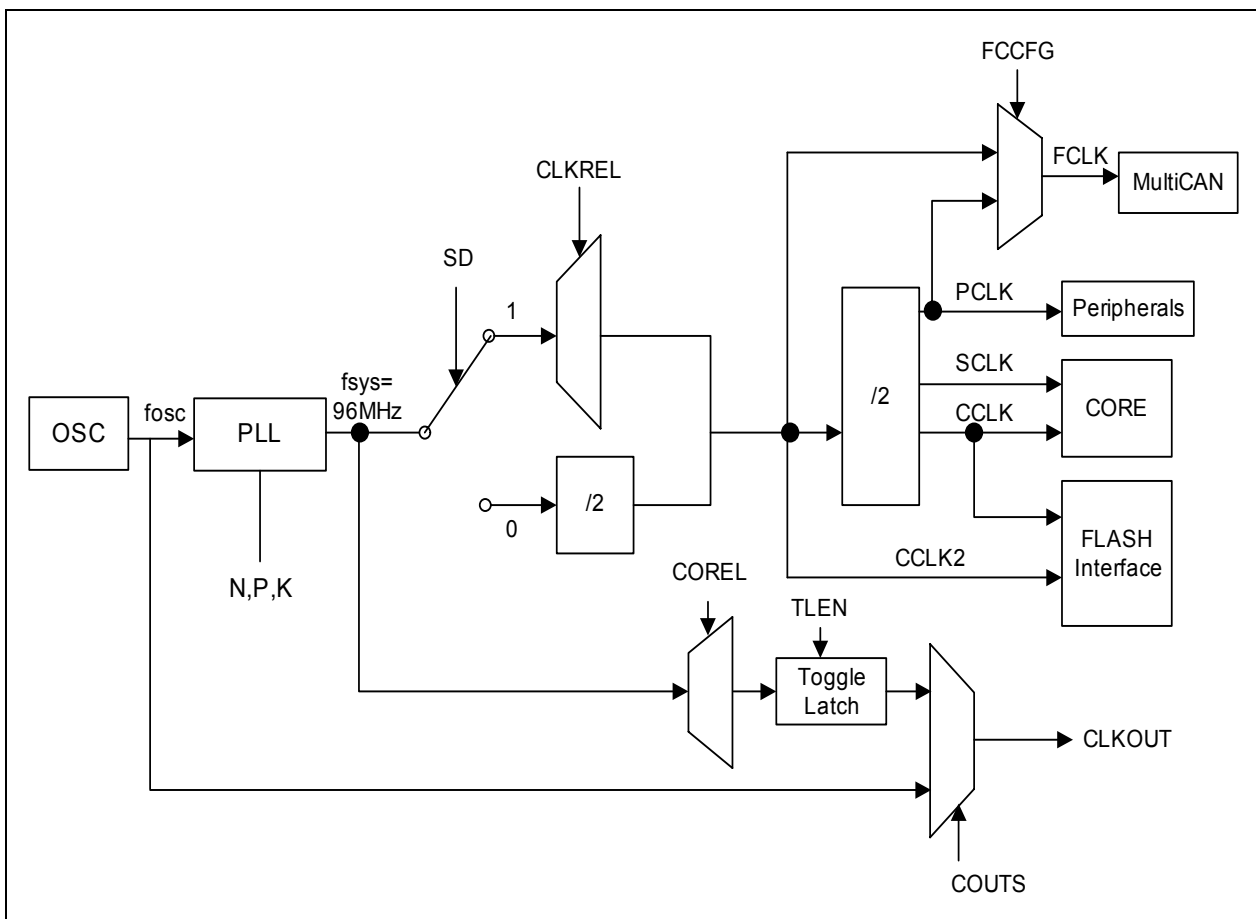 FCCFG
FCLK
MultiCAN
CLKREL
SD
1
PCLK
Peripherals
fsys=
96MHz
fosc
OSC
PLL
/2
SCLK
CCLK
CORE
0
/2
N,P,K
FLASH
Interface
CCLK2
COREL
TLEN
Toggle
Latch
CLKOUT
COUTS